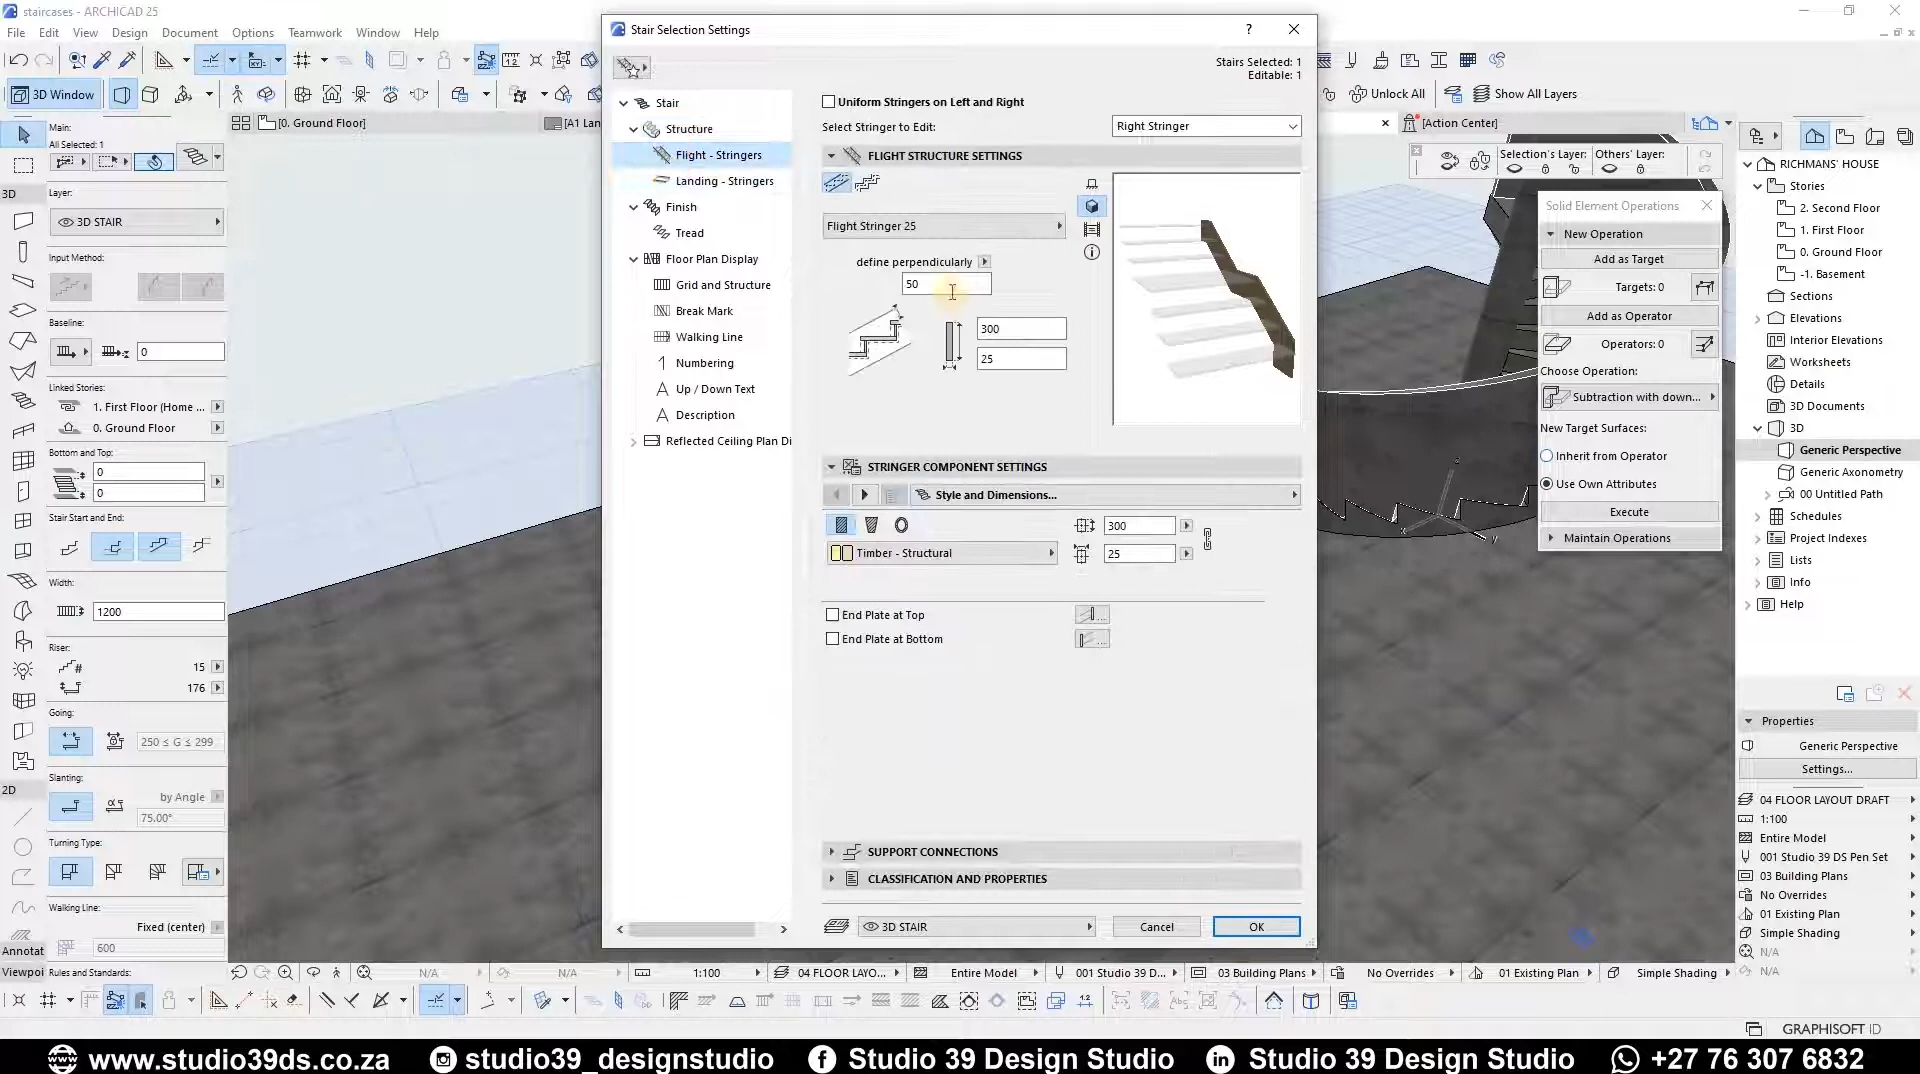 staircases - ARCHICAD 25
File Edit View Design Document Options Teamwork Window Help
3D Window
[0. Ground Floor]
[A1 Lan
Unlock All
Show All Layers
[Action Center]
Selection's Layer:
Others' Layer:
Main:
All Selected: 1
3D
Layer:
3D STAIR
Input Method:
Baseline:
0
Linked Stories:
1. First Floor (Home ...
0. Ground Floor
Bottom and Top:
0
0
Stair Start and End:
Width:
1200
Riser:
15
176
Going:
250 ≤ G ≤ 299
Slanting:
by Angle
75.00°
2D
Turning Type:
Walking Line:
Fixed (center)
600
Annotat
Viewpoi
Rules and Standards:
Stair Selection Settings
?
Stairs Selected: 1
Editable: 1
Stair
Structure
Flight - Stringers
Landing - Stringers
Finish
Tread
Floor Plan Display
Grid and Structure
Break Mark
Walking Line
Numbering
Up / Down Text
Description
Reflected Ceiling Plan Di
Uniform Stringers on Left and Right
Select Stringer to Edit:
Right Stringer
FLIGHT STRUCTURE SETTINGS
Flight Stringer 25
define perpendicularly
50
300
25
STRINGER COMPONENT SETTINGS
Style and Dimensions...
300
Timber - Structural
25
End Plate at Top
End Plate at Bottom
SUPPORT CONNECTIONS
CLASSIFICATION AND PROPERTIES
3D STAIR
Cancel
OK
Solid Element Operations
New Operation
Add as Target
Targets: 0
Add as Operator
Operators: 0
Choose Operation:
Subtraction with down...
New Target Surfaces:
Inherit from Operator
Use Own Attributes
Execute
Maintain Operations
RICHMANS' HOUSE
Stories
2. Second Floor
1. First Floor
0. Ground Floor
-1. Basement
Sections
Elevations
Interior Elevations
Worksheets
Details
3D Documents
3D
Generic Perspective
Generic Axonometry
00 Untitled Path
Schedules
Project Indexes
Lists
Info
Help
Properties
Generic Perspective
Settings...
04 FLOOR LAYOUT DRAFT
1:100
Entire Model
001 Studio 39 DS Pen Set
03 Building Plans
No Overrides
01 Existing Plan
Simple Shading
N/A
N/A
N/A N/A 1:100 04 FLOOR LAYO... Entire Model 001 Studio 39 D... 03 Building Plans No Overrides 01 Existing Plan Simple Shading
GRAPHISOFT ID
www.studio39ds.co.za studio39_designstudio Studio 39 Design Studio Studio 39 Design Studio +27 76 307 6832